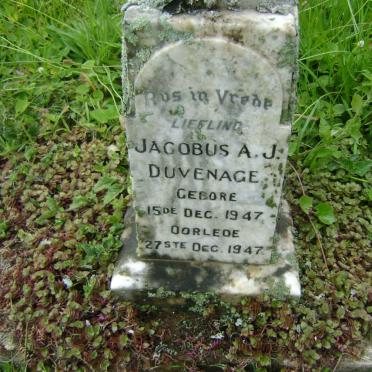 Rus in Vrede
LIEFLING
JACOBUS A. J.
DUVENAGE.
GEBORE
15DE DEC. 1947.
OORLEDE
27STE DEC. 1947.